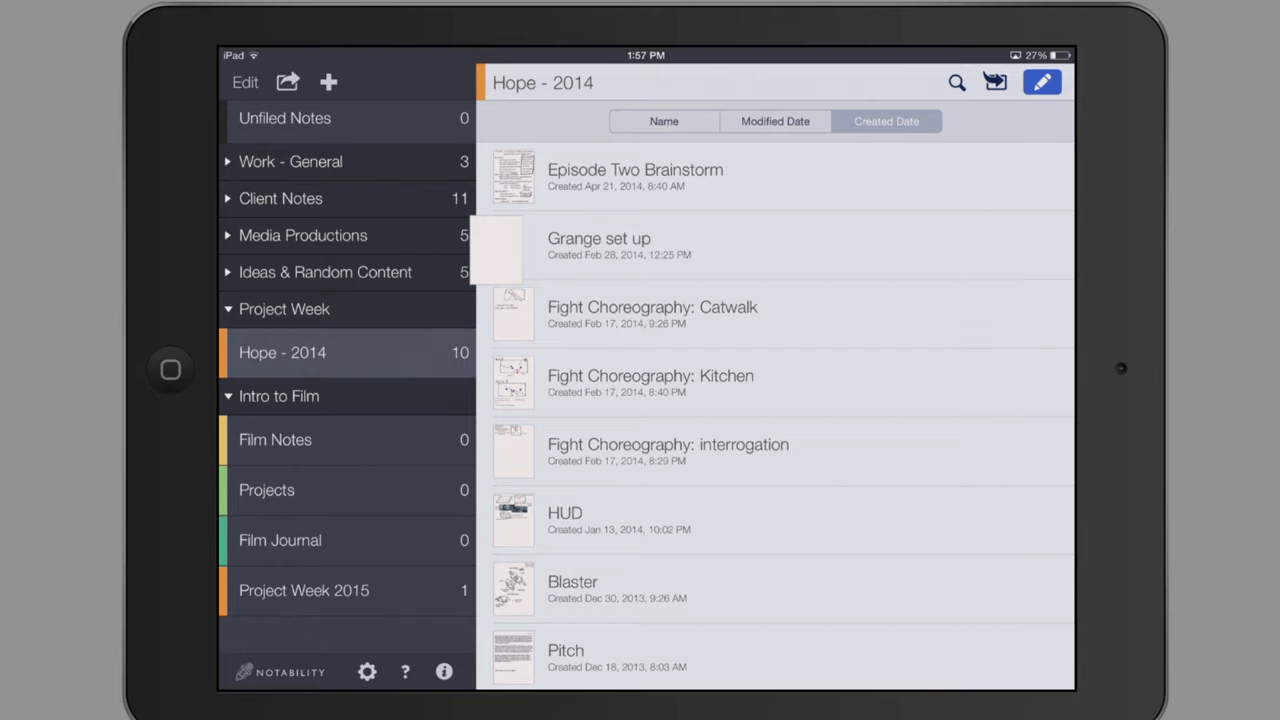 iPad
1:57 PM
27%
Edit
Hope - 2014
Unfiled Notes 0
Work - General 3
Client Notes 11
Media Productions 5
Ideas & Random Content 5
Project Week
Hope - 2014 10
Intro to Film
Film Notes 0
Projects 0
Film Journal 0
Project Week 2015 1
NOTABILITY
?
Name Modified Date Created Date
Episode Two Brainstorm
Created Apr 21, 2014, 8:40 AM
Grange set up
Created Feb 28, 2014, 12:25 PM
Fight Choreography: Catwalk
Created Feb 17, 2014, 9:26 PM
Fight Choreography: Kitchen
Created Feb 17, 2014, 8:40 PM
Fight Choreography: interrogation
Created Feb 17, 2014, 8:29 PM
HUD
Created Jan 13, 2014, 10:02 PM
Blaster
Created Dec 30, 2013, 9:26 AM
Pitch
Created Dec 18, 2013, 8:03 AM